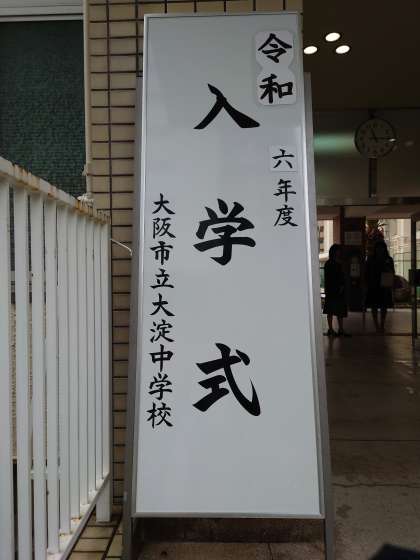 令和六年度
入学式
大阪市立大淀中学校